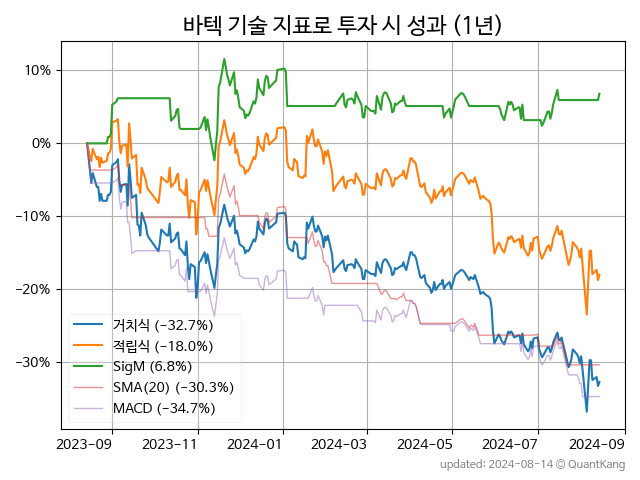 바텍 기술 지표로 투자 시 성과 (1년)
10%
0%
−10%
−20%
−30%
거치식 (−32.7%)
적립식 (−18.0%)
SigM (6.8%)
SMA(20) (−30.3%)
MACD (−34.7%)
2023-09 2023-11 2024-01 2024-03 2024-05 2024-07 2024-09
updated: 2024-08-14 @ QuantKang